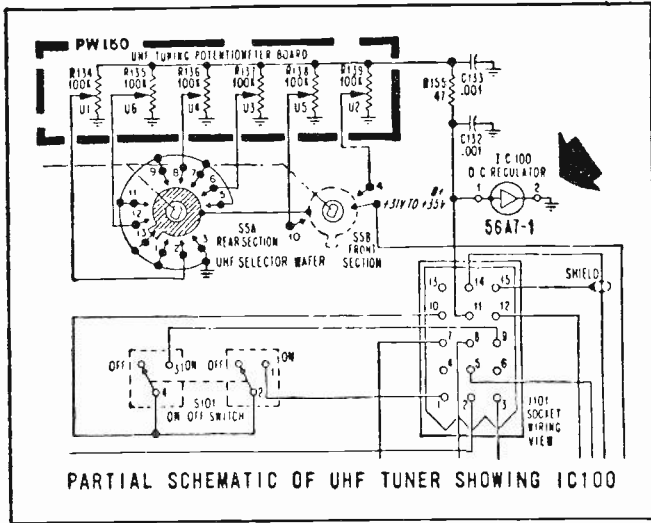 PW160
UHF TUNING POTENTIOMETER BOARD
R134 R135 R136 R137 R138 R139
100K 100K 100K 100K 100K 100K
U1 U6 U4 U3 U5 U2
C133
.001
R155
47
C132
.001
IC100
DC REGULATOR
1 2
56A7-1
B+
+31V TO +35V
9 8 7
6
5
11
12
13
1 2 3
4
10
S5A
REAR SECTION
UHF SELECTOR WAFER
S5B
FRONT
SECTION
SHIELD
13 14 15
10 11 12
7 8 9
4 5 6
1 2 3
J101
SOCKET
WIRING
VIEW
OFF 3 ON
4
OFF 1 ON
2
S101
ON OFF SWITCH
PARTIAL SCHEMATIC OF UHF TUNER SHOWING IC100